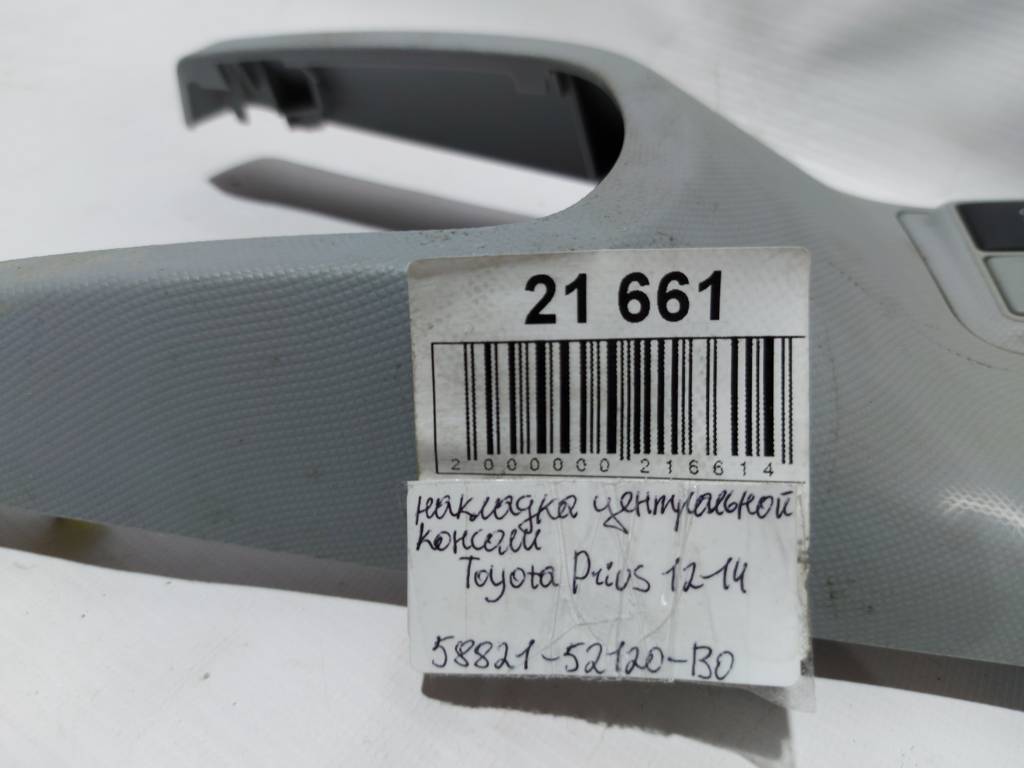 21 661
2 000000 216614
накладка центральной
консоли
Toyota Prius 12-14
58821-52120-B0